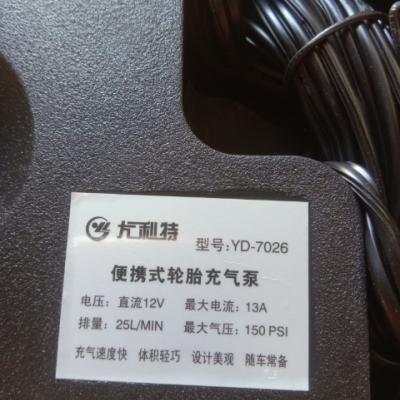 尤利特 型号:YD-7026
便携式轮胎充气泵
电压: 直流12V 最大电流: 13A
排量: 25L/MIN 最大气压: 150 PSI
充气速度快 体积轻巧 设计美观 随车常备